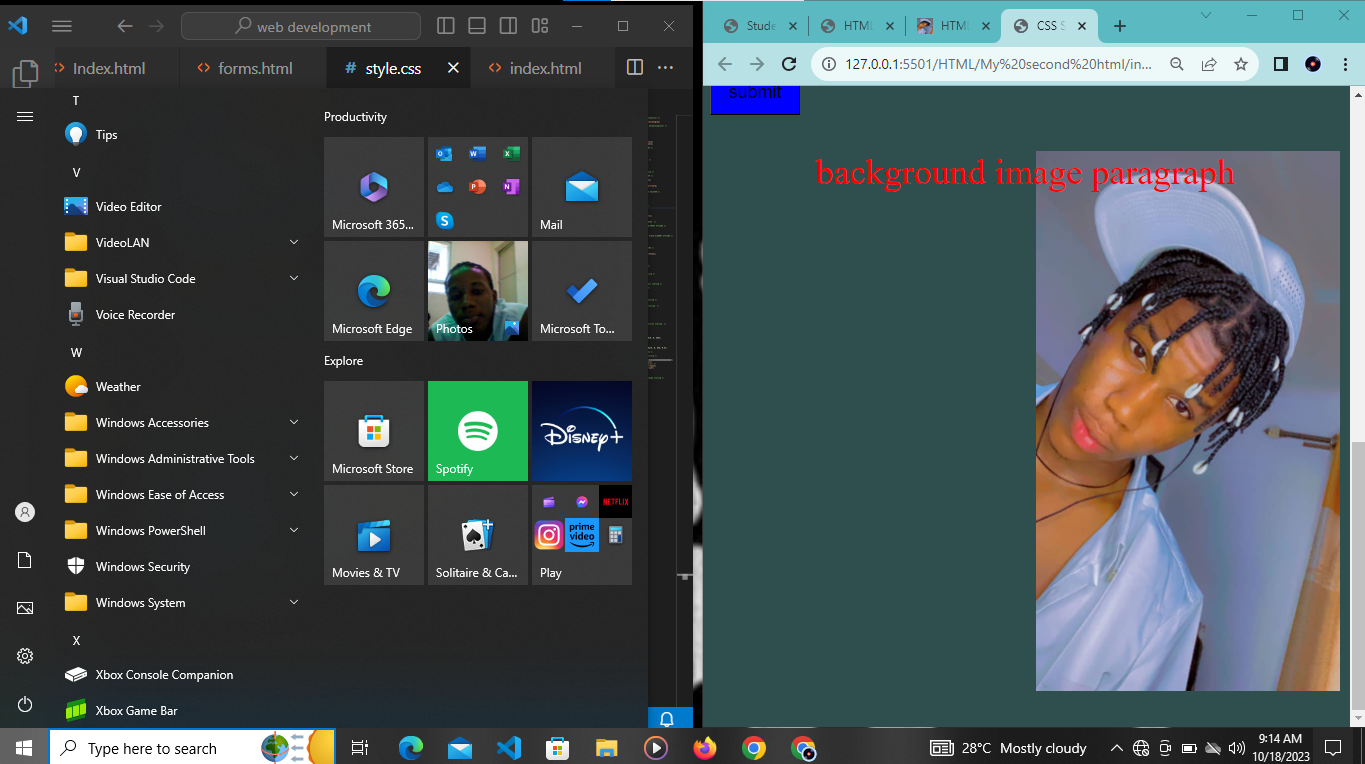 web development
Index.html
forms.html
# style.css
index.html
T
Tips
V
Video Editor
VideoLAN
Visual Studio Code
Voice Recorder
W
Weather
Windows Accessories
Windows Administrative Tools
Windows Ease of Access
Windows PowerShell
Windows Security
Windows System
X
Xbox Console Companion
Xbox Game Bar
Productivity
Microsoft 365...
Mail
Microsoft Edge
Photos
Microsoft To...
Explore
Microsoft Store
Spotify
Disney+
Movies & TV
Solitaire & Ca...
NETFLIX
prime
video
Play
Stude
HTML
HTML
CSS S
127.0.0.1:5501/HTML/My%20second%20html/in...
submit
background image paragraph
Type here to search
28°C Mostly cloudy
9:14 AM
10/18/2023